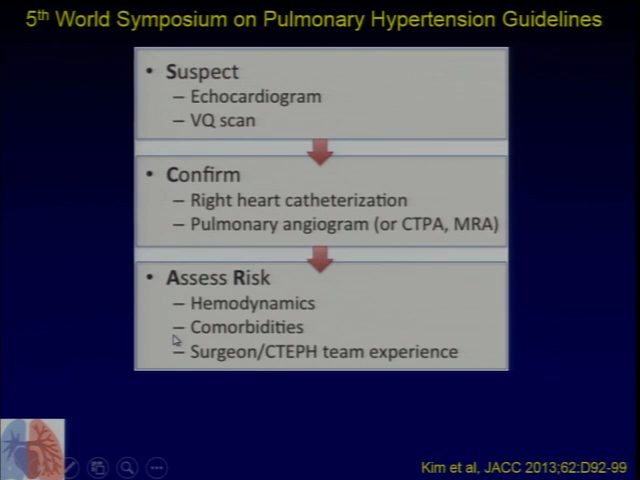 5th World Symposium on Pulmonary Hypertension Guidelines
• Suspect
– Echocardiogram
– VQ scan
• Confirm
– Right heart catheterization
– Pulmonary angiogram (or CTPA, MRA)
• Assess Risk
– Hemodynamics
– Comorbidities
– Surgeon/CTEPH team experience
Kim et al, JACC 2013;62:D92-99